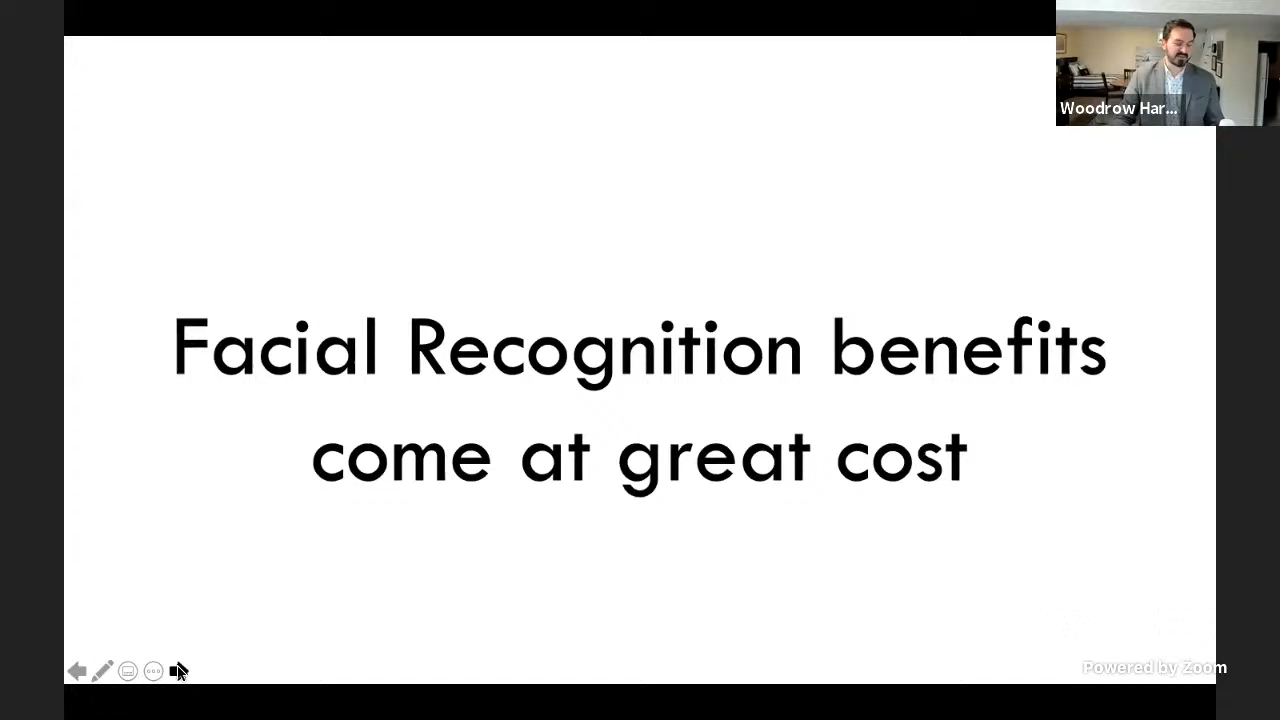 Woodrow Har...
Facial Recognition benefits
come at great cost
Powered by Zoom